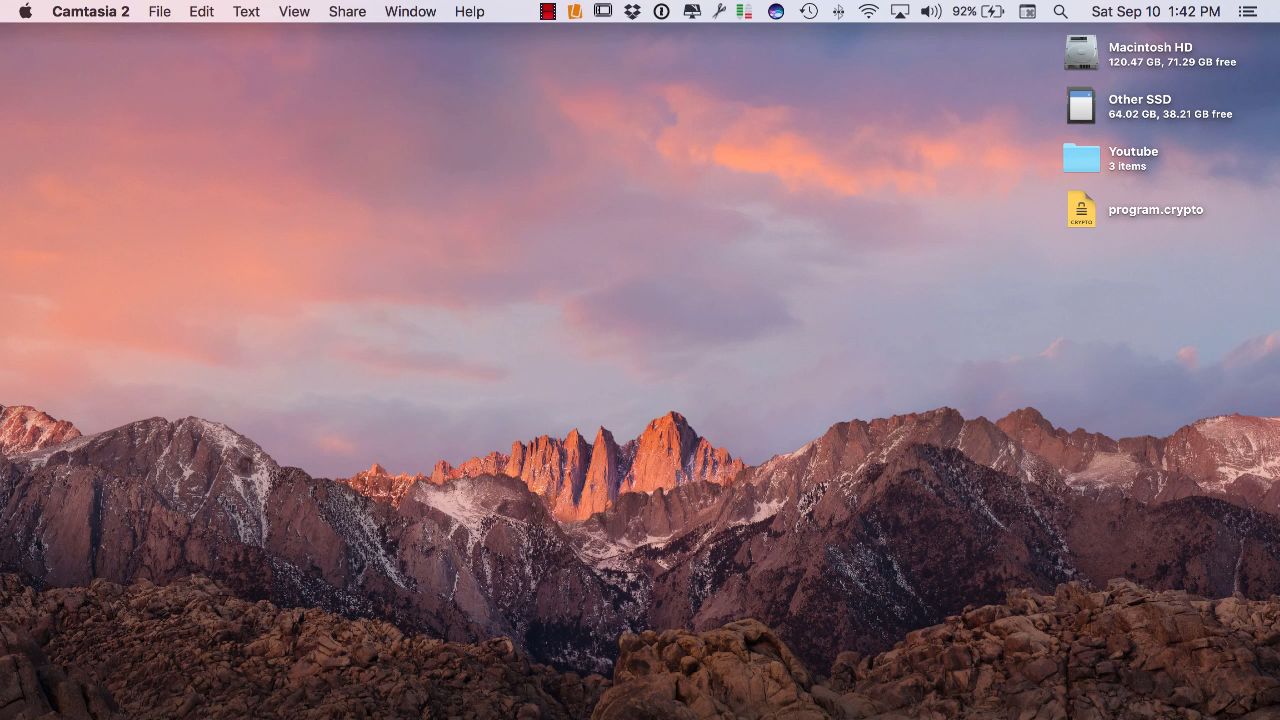 Camtasia 2 File Edit Text View Share Window Help 92% Sat Sep 10 1:42 PM
Macintosh HD
120.47 GB, 71.29 GB free
Other SSD
64.02 GB, 38.21 GB free
Youtube
3 items
CRYPTO
program.crypto